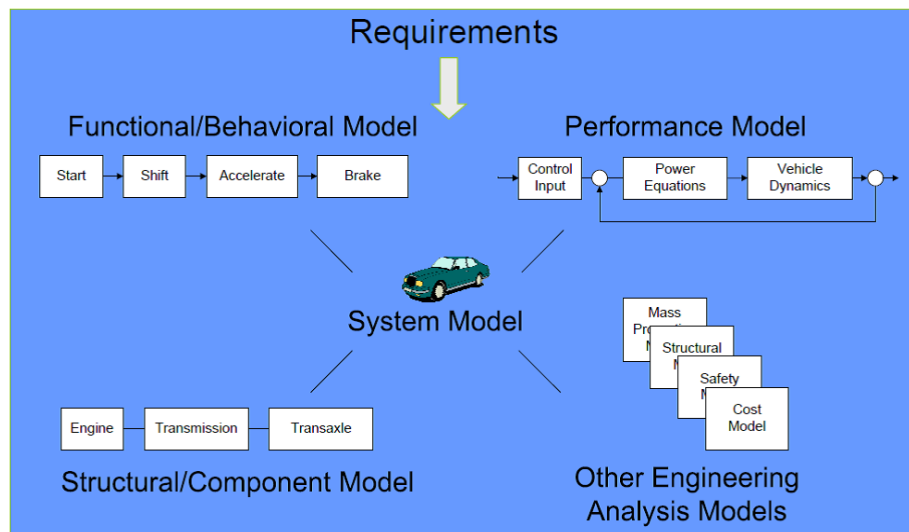 Requirements
Functional/Behavioral Model
Start
Shift
Accelerate
Brake
Performance Model
Control
Input
Power
Equations
Vehicle
Dynamics
System Model
Engine
Transmission
Transaxle
Structural/Component Model
Mass
Structural
Safety
Cost
Model
Other Engineering
Analysis Models